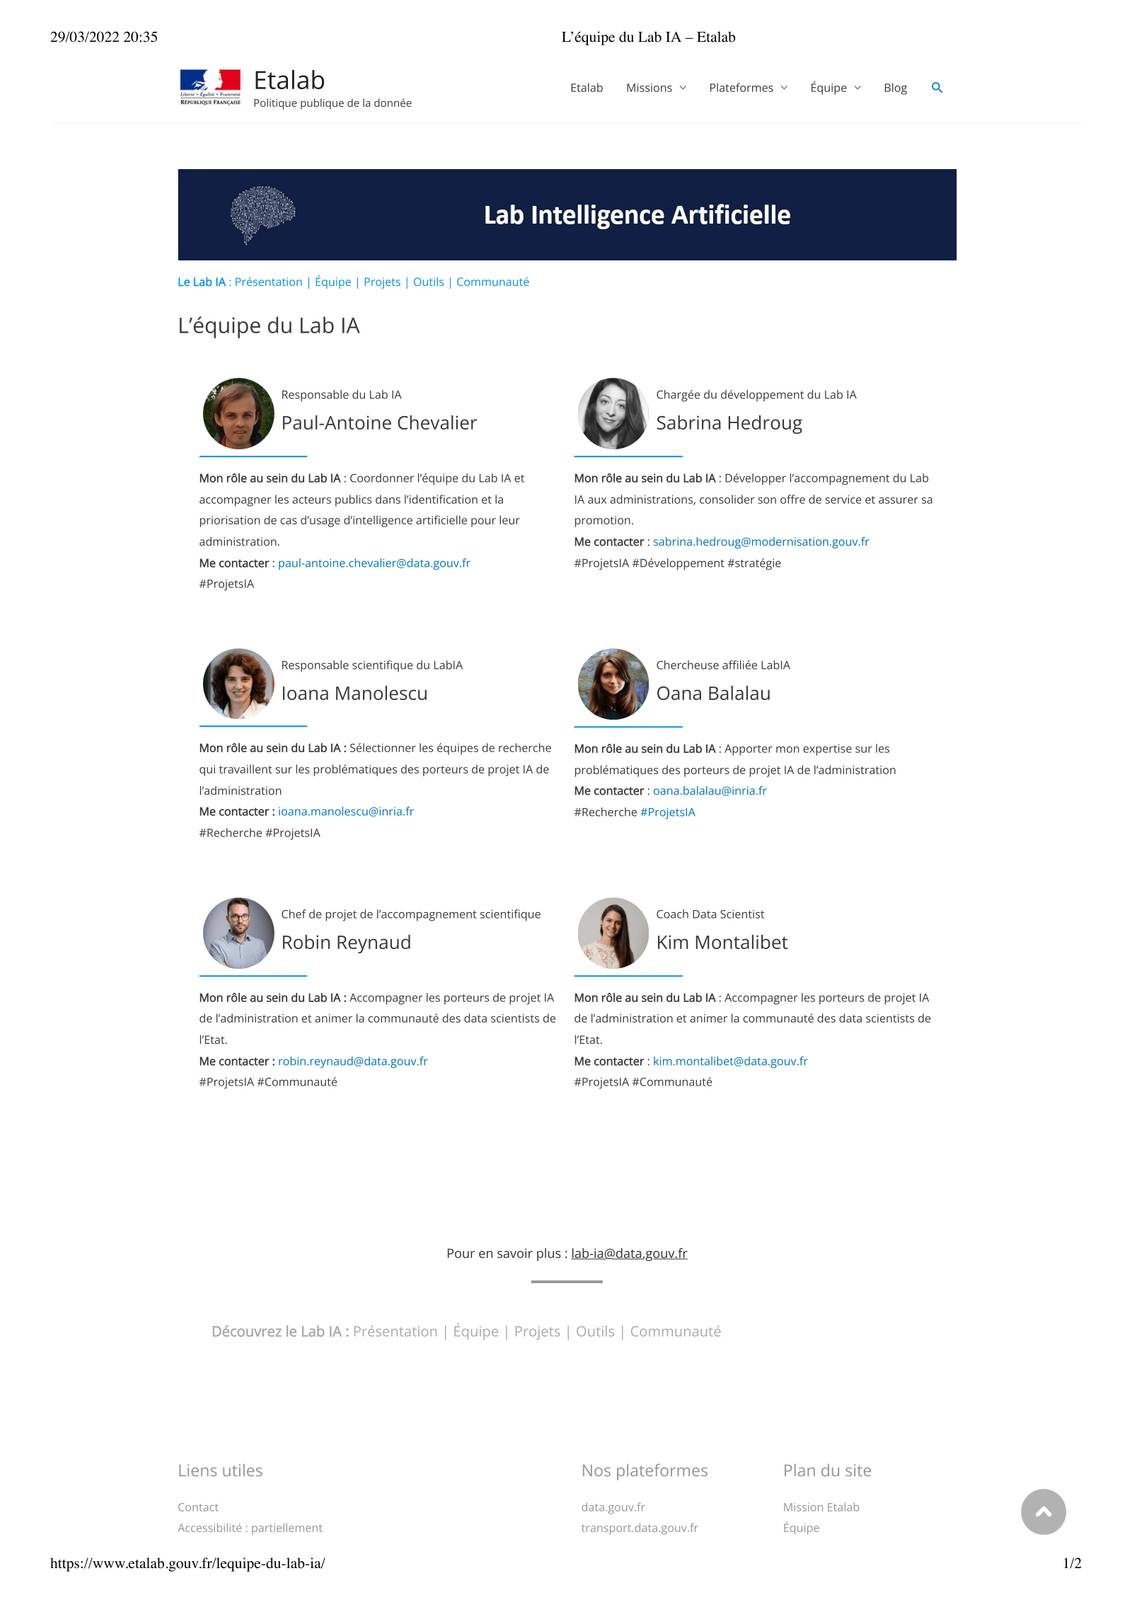 29/03/2022 20:35
L'équipe du Lab IA – Etalab
Liberté • Égalité • Fraternité
RÉPUBLIQUE FRANÇAISE
Etalab
Politique publique de la donnée
Etalab Missions Plateformes Équipe Blog
Lab Intelligence Artificielle
Le Lab IA : Présentation | Équipe | Projets | Outils | Communauté
L'équipe du Lab IA
Responsable du Lab IA
Paul-Antoine Chevalier
Mon rôle au sein du Lab IA : Coordonner l'équipe du Lab IA et
accompagner les acteurs publics dans l'identification et la
priorisation de cas d'usage d'intelligence artificielle pour leur
administration.
Me contacter : paul-antoine.chevalier@data.gouv.fr
#ProjetsIA
Chargée du développement du Lab IA
Sabrina Hedroug
Mon rôle au sein du Lab IA : Développer l'accompagnement du Lab
IA aux administrations, consolider son offre de service et assurer sa
promotion.
Me contacter : sabrina.hedroug@modernisation.gouv.fr
#ProjetsIA #Développement #stratégie
Responsable scientifique du LabIA
Ioana Manolescu
Mon rôle au sein du Lab IA : Sélectionner les équipes de recherche
qui travaillent sur les problématiques des porteurs de projet IA de
l'administration
Me contacter : ioana.manolescu@inria.fr
#Recherche #ProjetsIA
Chercheuse affiliée LabIA
Oana Balalau
Mon rôle au sein du Lab IA : Apporter mon expertise sur les
problématiques des porteurs de projet IA de l'administration
Me contacter : oana.balalau@inria.fr
#Recherche #ProjetsIA
Chef de projet de l'accompagnement scientifique
Robin Reynaud
Mon rôle au sein du Lab IA : Accompagner les porteurs de projet IA
de l'administration et animer la communauté des data scientists de
l'Etat.
Me contacter : robin.reynaud@data.gouv.fr
#ProjetsIA #Communauté
Coach Data Scientist
Kim Montalibet
Mon rôle au sein du Lab IA : Accompagner les porteurs de projet IA
de l'administration et animer la communauté des data scientists de
l'Etat.
Me contacter : kim.montalibet@data.gouv.fr
#ProjetsIA #Communauté
Pour en savoir plus : lab-ia@data.gouv.fr
Découvrez le Lab IA : Présentation | Équipe | Projets | Outils | Communauté
Liens utiles
Contact
Accessibilité : partiellement
Nos plateformes
data.gouv.fr
transport.data.gouv.fr
Plan du site
Mission Etalab
Équipe
https://www.etalab.gouv.fr/lequipe-du-lab-ia/
1/2